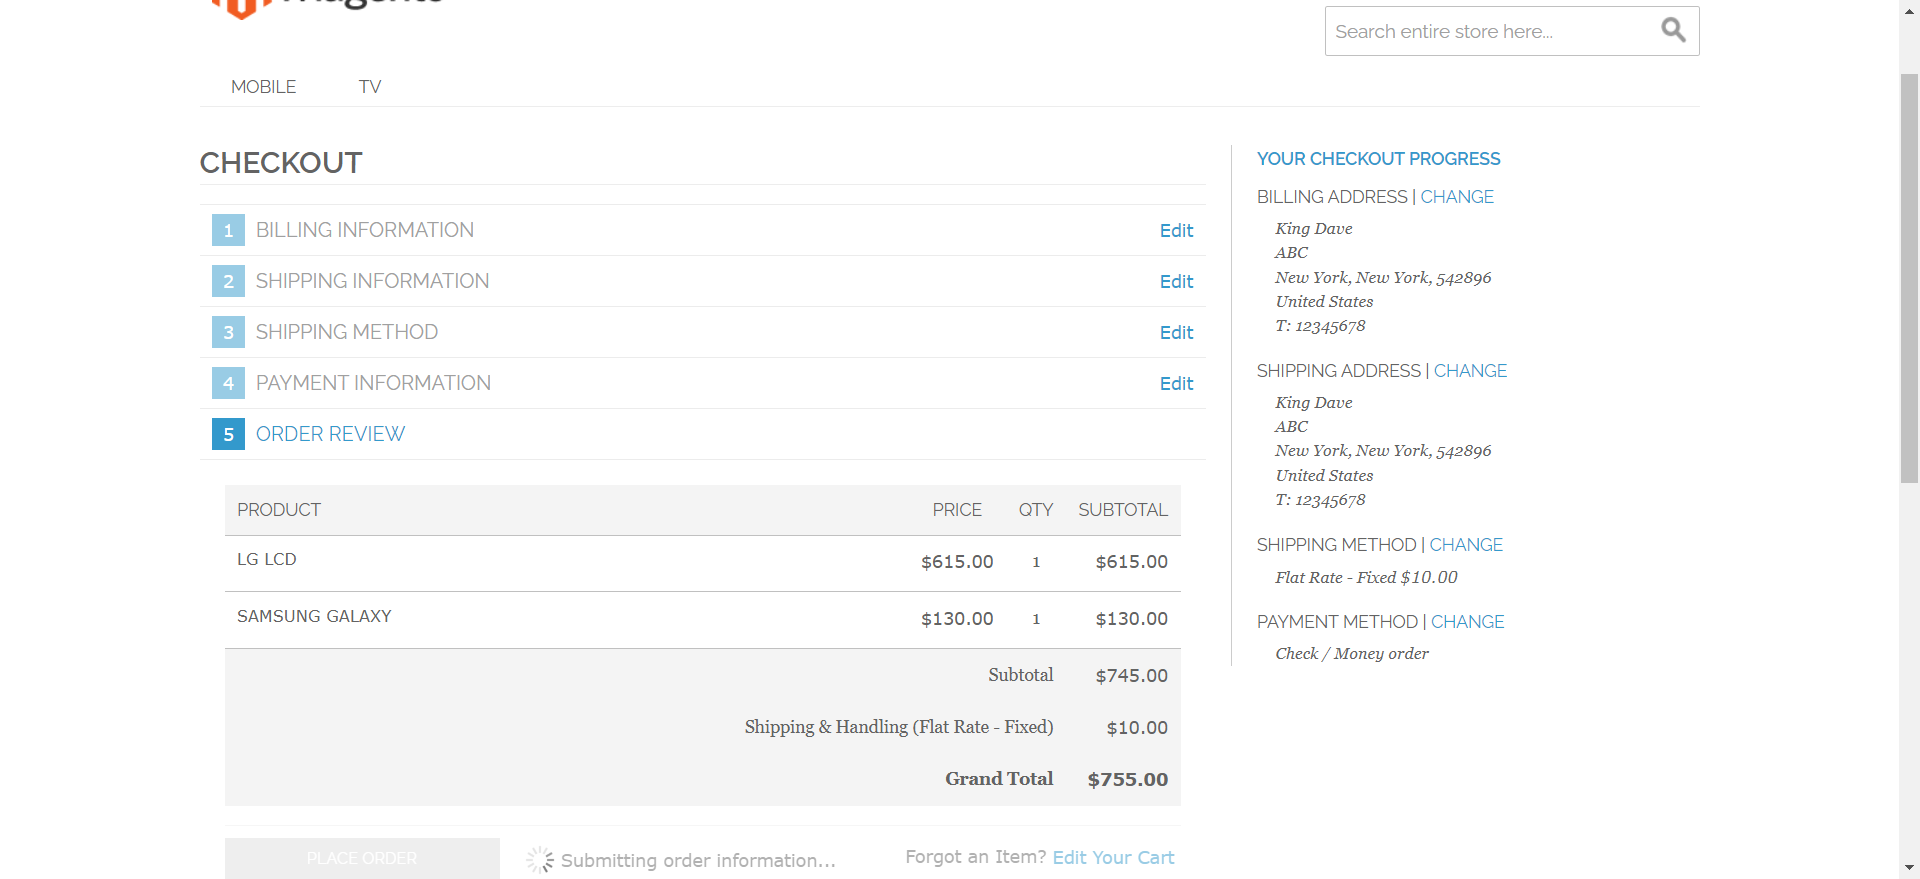 Search entire store here...
MOBILE TV
CHECKOUT
1 BILLING INFORMATION Edit
2 SHIPPING INFORMATION Edit
3 SHIPPING METHOD Edit
4 PAYMENT INFORMATION Edit
5 ORDER REVIEW
PRODUCT PRICE QTY SUBTOTAL
LG LCD $615.00 1 $615.00
SAMSUNG GALAXY $130.00 1 $130.00
Subtotal $745.00
Shipping & Handling (Flat Rate - Fixed) $10.00
Grand Total $755.00
PLACE ORDER Submitting order information... Forgot an Item? Edit Your Cart
YOUR CHECKOUT PROGRESS
BILLING ADDRESS | CHANGE
King Dave
ABC
New York, New York, 542896
United States
T: 12345678
SHIPPING ADDRESS | CHANGE
King Dave
ABC
New York, New York, 542896
United States
T: 12345678
SHIPPING METHOD | CHANGE
Flat Rate - Fixed $10.00
PAYMENT METHOD | CHANGE
Check / Money order